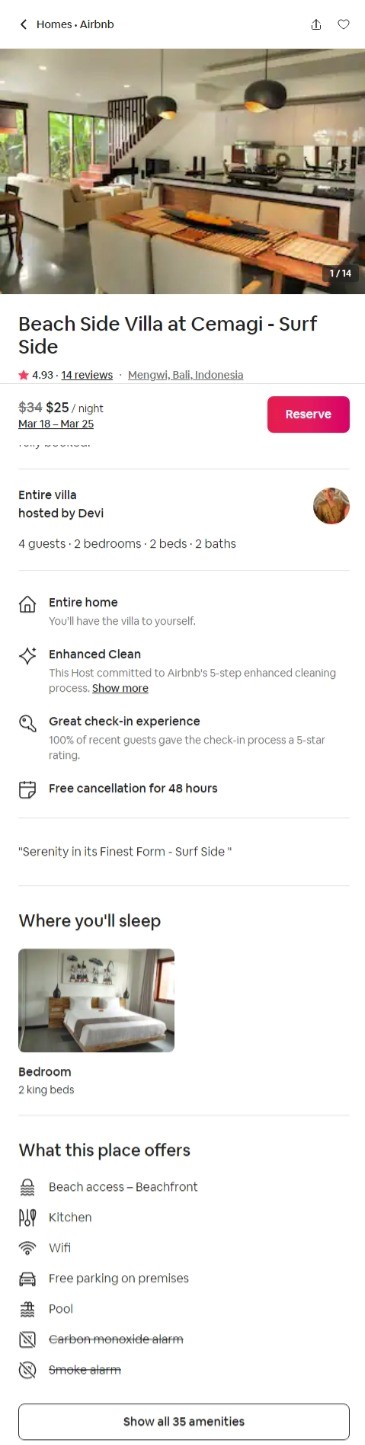 Homes • Airbnb
1 / 14
Beach Side Villa at Cemagi - Surf
Side
4.93 · 14 reviews · Mengwi, Bali, Indonesia
$34 $25 / night
Mar 18 – Mar 25
Reserve
Entire villa
hosted by Devi
4 guests · 2 bedrooms · 2 beds · 2 baths
Entire home
You'll have the villa to yourself.
Enhanced Clean
This Host committed to Airbnb's 5-step enhanced cleaning
process. Show more
Great check-in experience
100% of recent guests gave the check-in process a 5-star
rating.
Free cancellation for 48 hours
"Serenity in its Finest Form - Surf Side "
Where you'll sleep
Bedroom
2 king beds
What this place offers
Beach access – Beachfront
Kitchen
Wifi
Free parking on premises
Pool
Carbon monoxide alarm
Smoke alarm
Show all 35 amenities